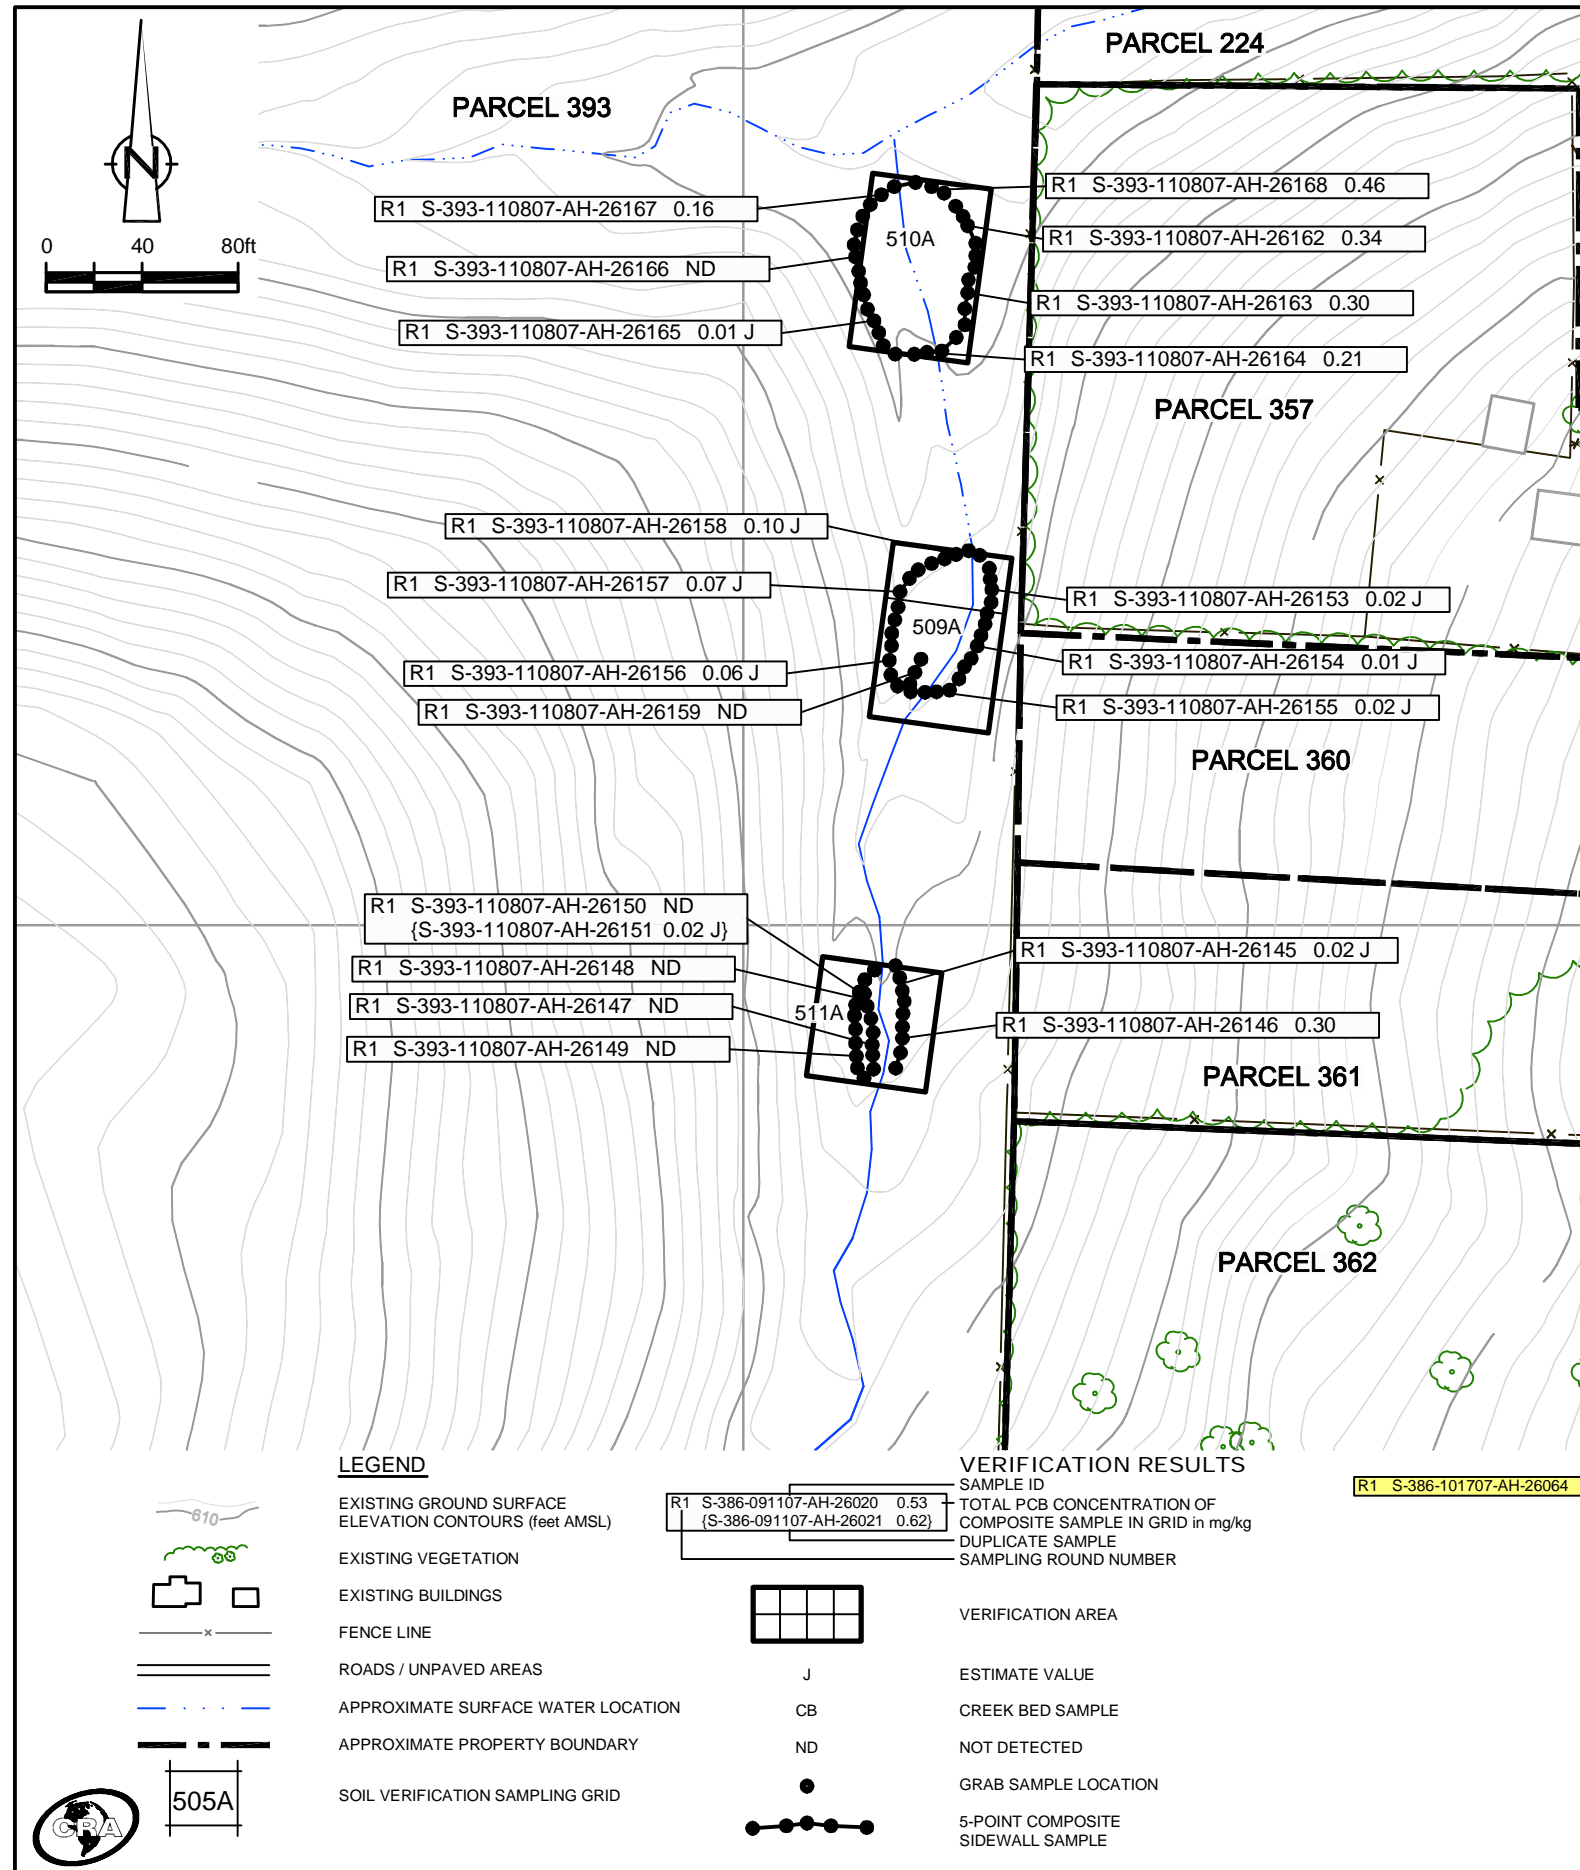 PARCEL 224
PARCEL 393
N
0 40 80ft
R1 S-393-110807-AH-26168 0.46
R1 S-393-110807-AH-26167 0.16
510A
R1 S-393-110807-AH-26162 0.34
R1 S-393-110807-AH-26166 ND
R1 S-393-110807-AH-26163 0.30
R1 S-393-110807-AH-26165 0.01 J
R1 S-393-110807-AH-26164 0.21
PARCEL 357
R1 S-393-110807-AH-26158 0.10 J
R1 S-393-110807-AH-26157 0.07 J
R1 S-393-110807-AH-26153 0.02 J
509A
R1 S-393-110807-AH-26154 0.01 J
R1 S-393-110807-AH-26156 0.06 J
R1 S-393-110807-AH-26159 ND
R1 S-393-110807-AH-26155 0.02 J
PARCEL 360
R1 S-393-110807-AH-26150 ND
{S-393-110807-AH-26151 0.02 J}
R1 S-393-110807-AH-26145 0.02 J
R1 S-393-110807-AH-26148 ND
R1 S-393-110807-AH-26147 ND
511A
R1 S-393-110807-AH-26146 0.30
R1 S-393-110807-AH-26149 ND
PARCEL 361
PARCEL 362
LEGEND
610
EXISTING GROUND SURFACE
ELEVATION CONTOURS (feet AMSL)
EXISTING VEGETATION
EXISTING BUILDINGS
FENCE LINE
ROADS / UNPAVED AREAS
APPROXIMATE SURFACE WATER LOCATION
APPROXIMATE PROPERTY BOUNDARY
505A
SOIL VERIFICATION SAMPLING GRID
CRA
VERIFICATION RESULTS
SAMPLE ID
R1 S-386-091107-AH-26020 0.53
{S-386-091107-AH-26021 0.62}
TOTAL PCB CONCENTRATION OF
COMPOSITE SAMPLE IN GRID in mg/kg
DUPLICATE SAMPLE
SAMPLING ROUND NUMBER
R1 S-386-101707-AH-26064
VERIFICATION AREA
J ESTIMATE VALUE
CB CREEK BED SAMPLE
ND NOT DETECTED
GRAB SAMPLE LOCATION
5-POINT COMPOSITE
SIDEWALL SAMPLE